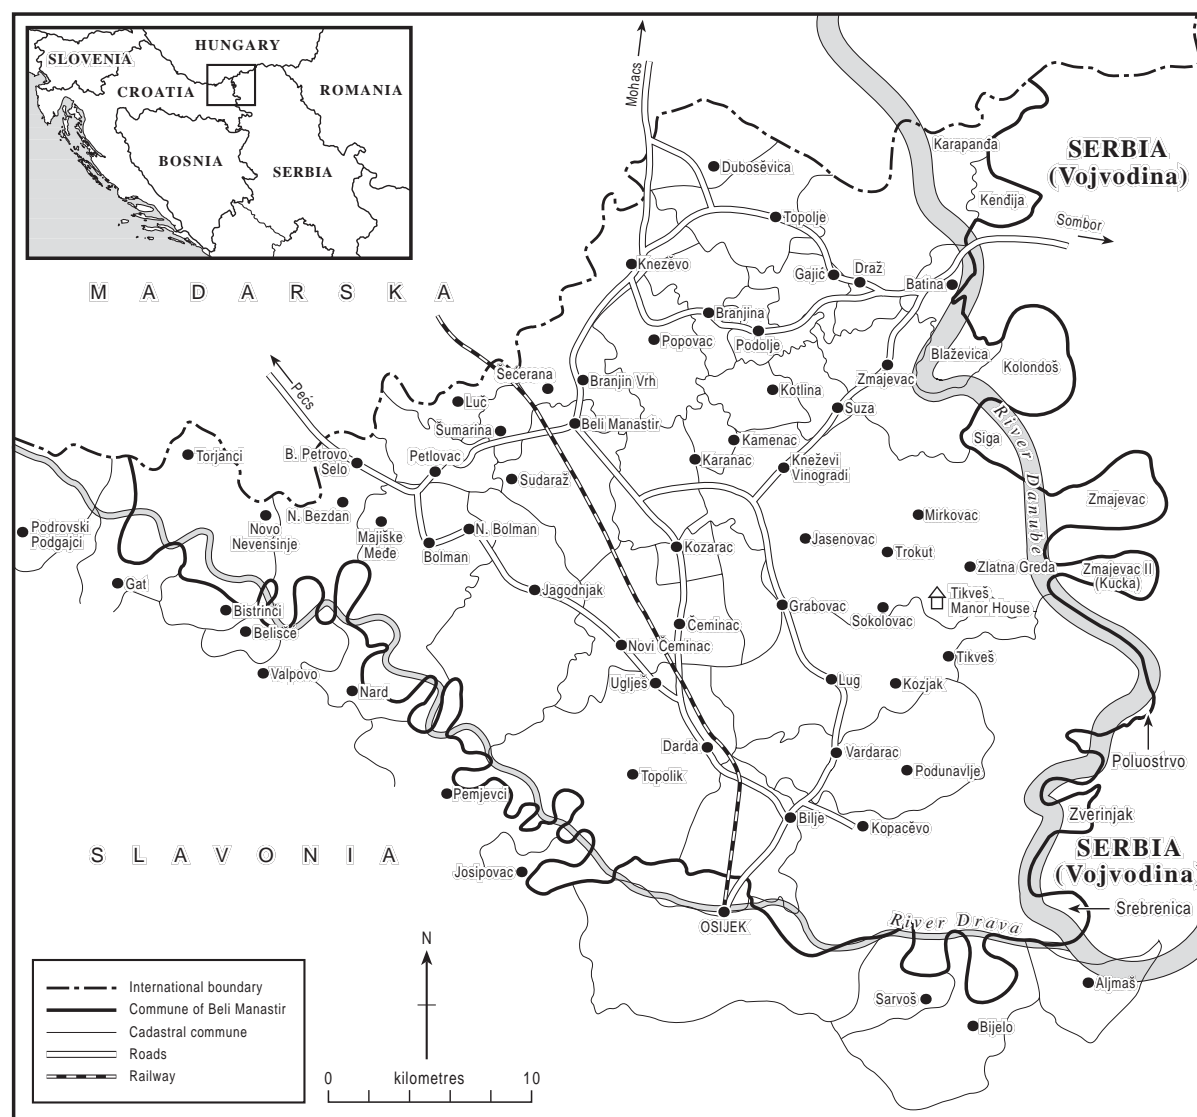 HUNGARY
SLOVENIA
CROATIA
ROMANIA
BOSNIA
SERBIA
Mohacs
Karapanđa
SERBIA
(Vojvodina)
Dubosěvica
Kenđija
Topolje
Sombor
Kneževo
Gajić
Draž
Batina
M A D A R S K A
Branjina
Podolje
Popovac
Blaževica
Kolondoš
Pećs
Šećerana
Branjin Vrh
Zmajevac
Kotlina
Luč
Suza
River Danube
Šumarina
Beli Manastir
Siga
Kamenac
Torjanci
B. Petrovo
Selo
Petlovac
Karanac
Kneževi
Vinogradi
Sudaraž
Zmajevac
N. Bezdan
Mirkovac
Podrovski
Podgajci
Novo
Nevensinje
Majiške
Međe
N. Bolman
Bolman
Kozarac
Jasenovac
Trokut
Zlatna Greda
Zmajevac II
(Kucka)
Gat
Jagodnjak
Tikveš
Manor House
Bistrinči
Grabovac
Sokolovac
Belišce
Čeminac
Novi Čeminac
Tikveš
Valpovo
Nard
Uglješ
Lug
Kozjak
Darda
Vardarac
Poluostrvo
Topolik
Podunavlje
Pemjevci
Zverinjak
Bilje
Kopačevo
S L A V O N I A
SERBIA
(Vojvodina)
Josipovac
Srebrenica
OSIJEK
River Drava
N
Aljmaš
Sarvoš
Bijelo
International boundary
Commune of Beli Manastir
Cadastral commune
Roads
Railway
0 kilometres 10